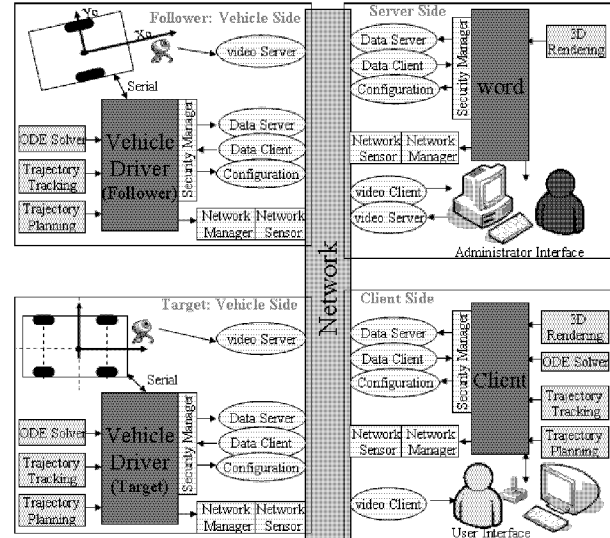 Follower: Vehicle Side
Yc
Xc
video Server
Serial
ODE Solver
Trajectory
Tracking
Trajectory
Planning
Vehicle
Driver
(Follower)
Security Manager
Data Server
Data Client
Configuration
Network
Manager
Network
Sensor
Network
Server Side
Data Server
Data Client
Configuration
Security Manager
word
3D
Rendering
Network
Sensor
Network
Manager
video Client
video Server
Administrator Interface
Target: Vehicle Side
video Server
Serial
ODE Solver
Trajectory
Tracking
Trajectory
Planning
Vehicle
Driver
(Target)
Security Manager
Data Server
Data Client
Configuration
Network
Manager
Network
Sensor
Client Side
Data Server
Data Client
Configuration
Security Manager
Client
3D
Rendering
ODE Solver
Trajectory
Tracking
Trajectory
Planning
Network
Sensor
Network
Manager
video Client
User Interface